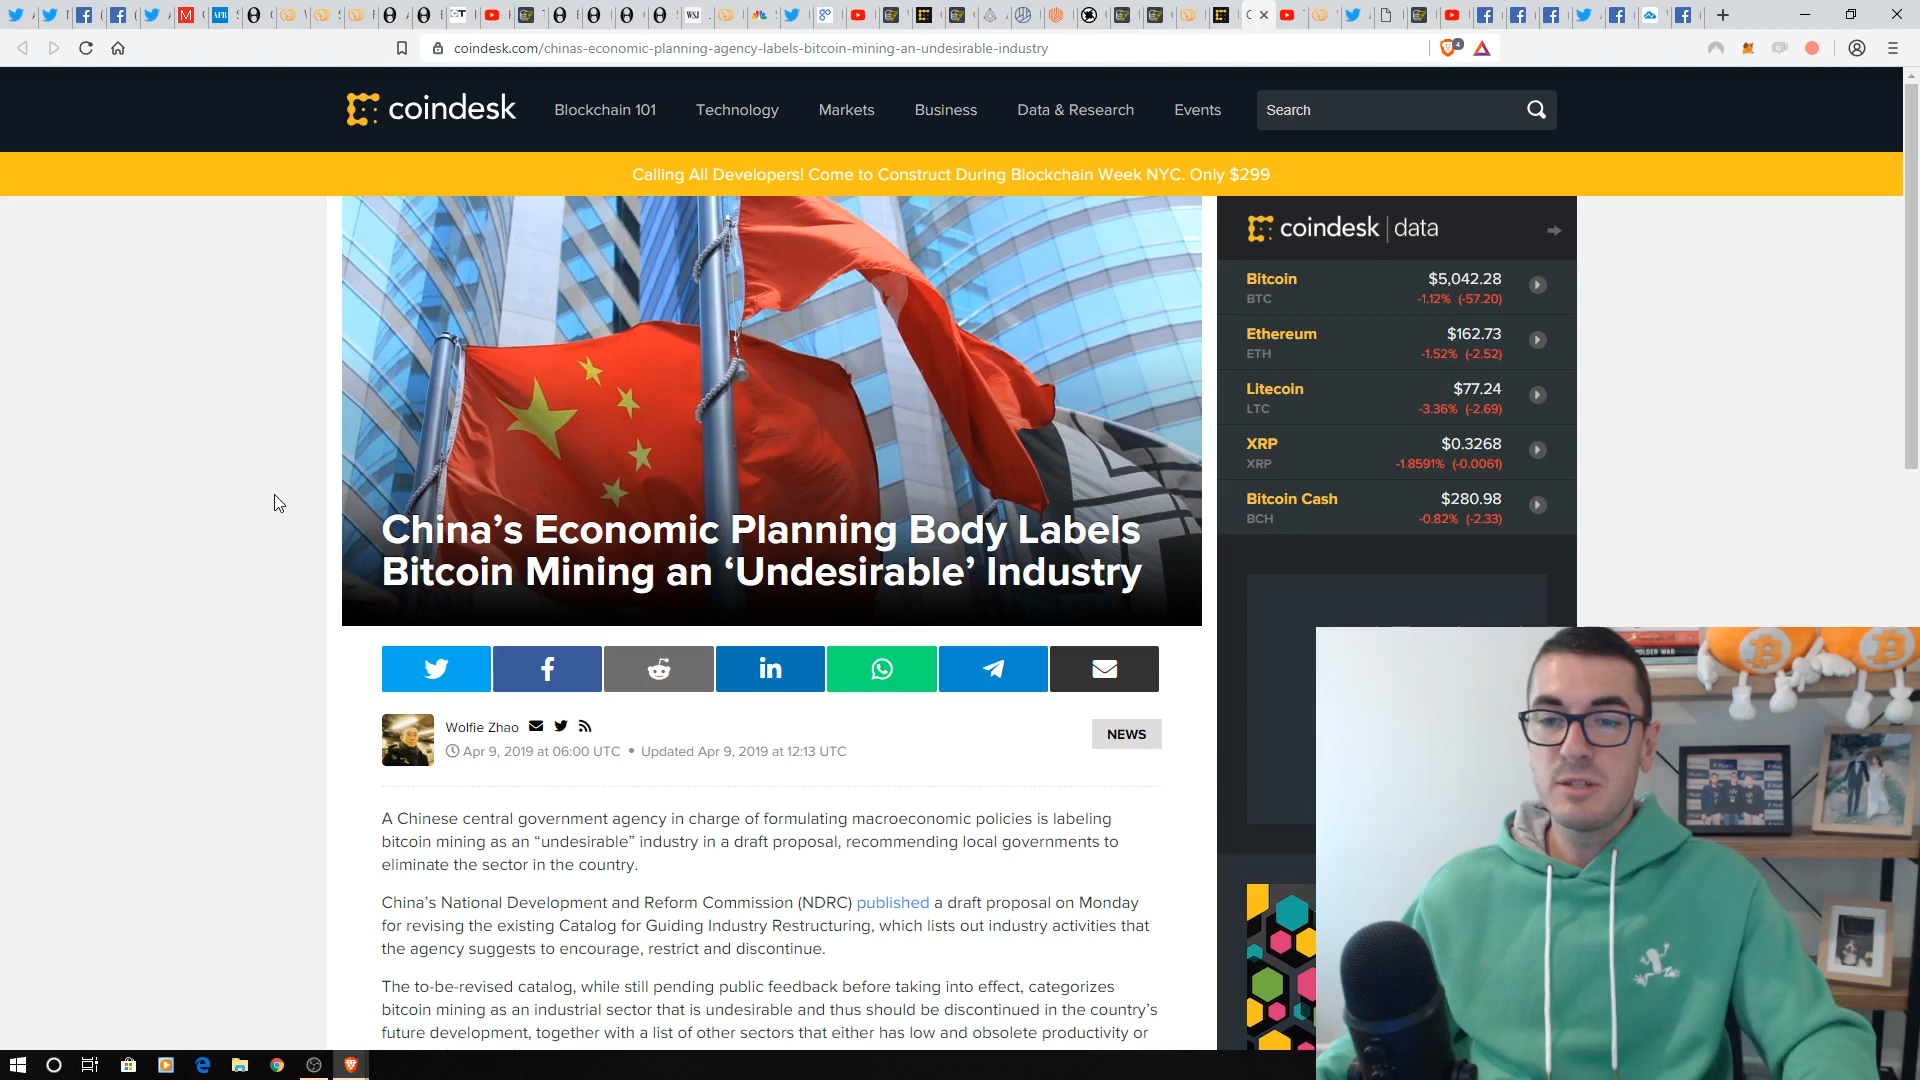 coindesk.com/chinas-economic-planning-agency-labels-bitcoin-mining-an-undesirable-industry
coindesk
Blockchain 101
Technology
Markets
Business
Data & Research
Events
Search
Calling All Developers! Come to Construct During Blockchain Week NYC. Only $299
China’s Economic Planning Body Labels
Bitcoin Mining an ‘Undesirable’ Industry
Wolfie Zhao
Apr 9, 2019 at 06:00 UTC • Updated Apr 9, 2019 at 12:13 UTC
NEWS
A Chinese central government agency in charge of formulating macroeconomic policies is labeling
bitcoin mining as an “undesirable” industry in a draft proposal, recommending local governments to
eliminate the sector in the country.
China’s National Development and Reform Commission (NDRC) published a draft proposal on Monday
for revising the existing Catalog for Guiding Industry Restructuring, which lists out industry activities that
the agency suggests to encourage, restrict and discontinue.
The to-be-revised catalog, while still pending public feedback before taking into effect, categorizes
bitcoin mining as an industrial sector that is undesirable and thus should be discontinued in the country’s
future development, together with a list of other sectors that either has low and obsolete productivity or
coindesk | data
Bitcoin $5,042.28
BTC -1.12% (-57.20)
Ethereum $162.73
ETH -1.52% (-2.52)
Litecoin $77.24
LTC -3.36% (-2.69)
XRP $0.3268
XRP -1.8591% (-0.0061)
Bitcoin Cash $280.98
BCH -0.82% (-2.33)